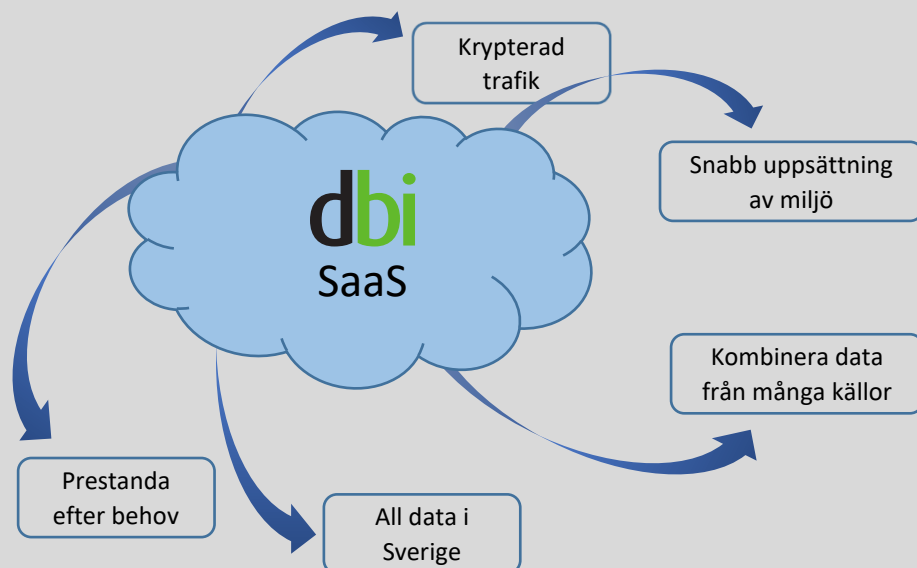 Krypterad
trafik
Snabb uppsättning
av miljö
dbi
SaaS
Kombinera data
från många källor
Prestanda
efter behov
All data i
Sverige